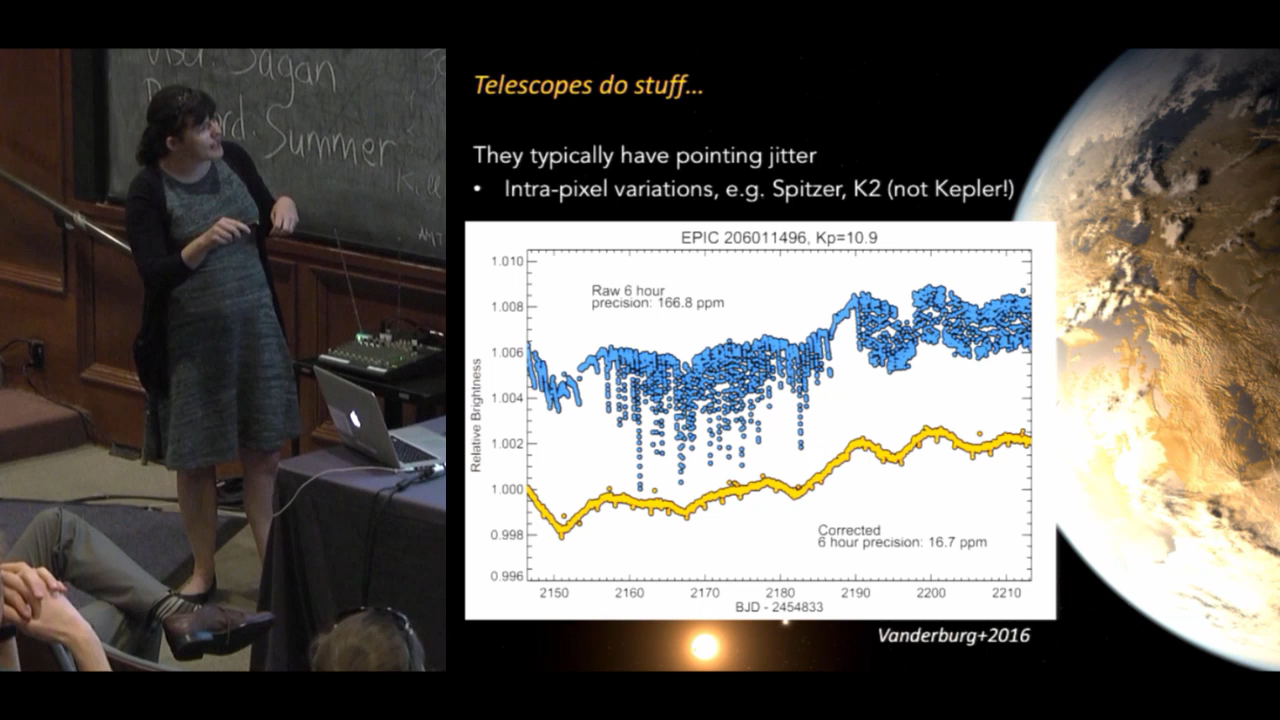 User: Sagan
rd: Summer
Telescopes do stuff...
They typically have pointing jitter
• Intra-pixel variations, e.g. Spitzer, K2 (not Kepler!)
EPIC 206011496, Kp=10.9
Raw 6 hour
precision: 166.8 ppm
1.010
1.008
1.006
1.004
1.002
1.000
0.998
0.996
Relative Brightness
Corrected
6 hour precision: 16.7 ppm
2150 2160 2170 2180 2190 2200 2210
BJD - 2454833
Vanderburg+2016